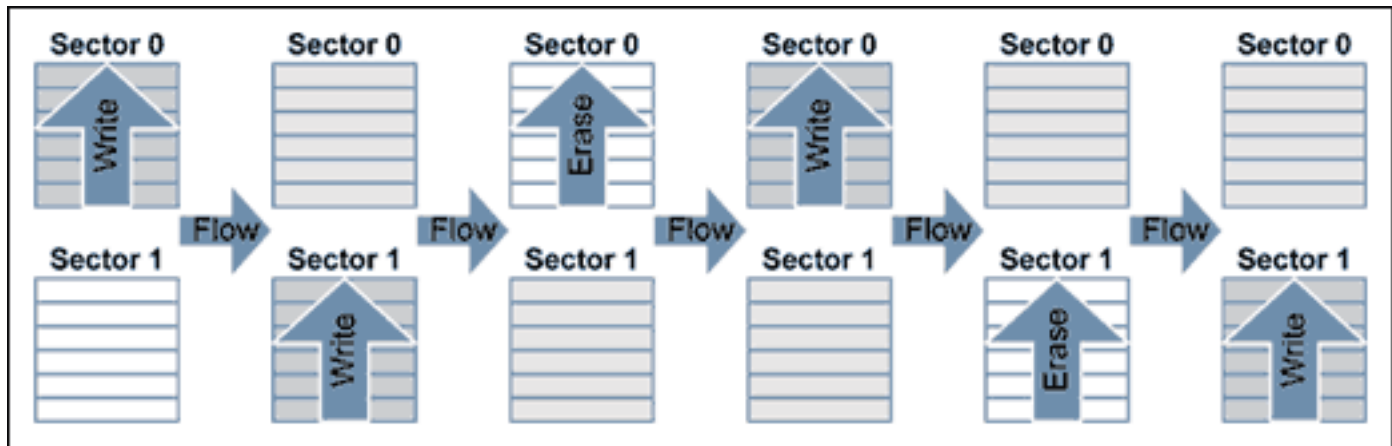 Sector 0 Sector 0 Sector 0 Sector 0 Sector 0 Sector 0
Write Erase Write
Flow Flow Flow Flow Flow
Sector 1 Sector 1 Sector 1 Sector 1 Sector 1 Sector 1
Write Erase Write